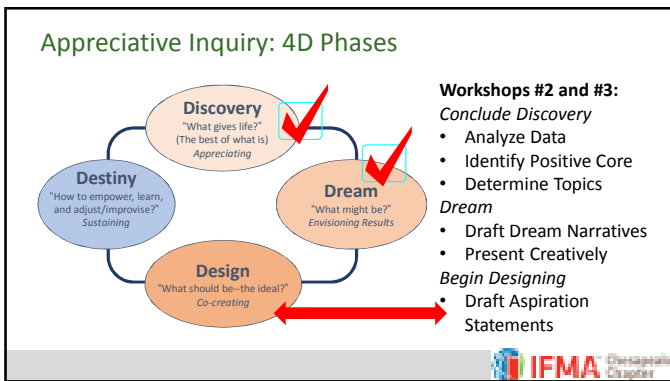 Appreciative Inquiry: 4D Phases
Discovery
"What gives life?"
(The best of what is)
Appreciating
Destiny
"How to empower, learn,
and adjust/improvise?"
Sustaining
Dream
"What might be?"
Envisioning Results
Design
"What should be--the ideal?"
Co-creating
Workshops #2 and #3:
Conclude Discovery
• Analyze Data
• Identify Positive Core
• Determine Topics
Dream
• Draft Dream Narratives
• Present Creatively
Begin Designing
• Draft Aspiration
Statements
IFMA
Chesapeake
Chapter